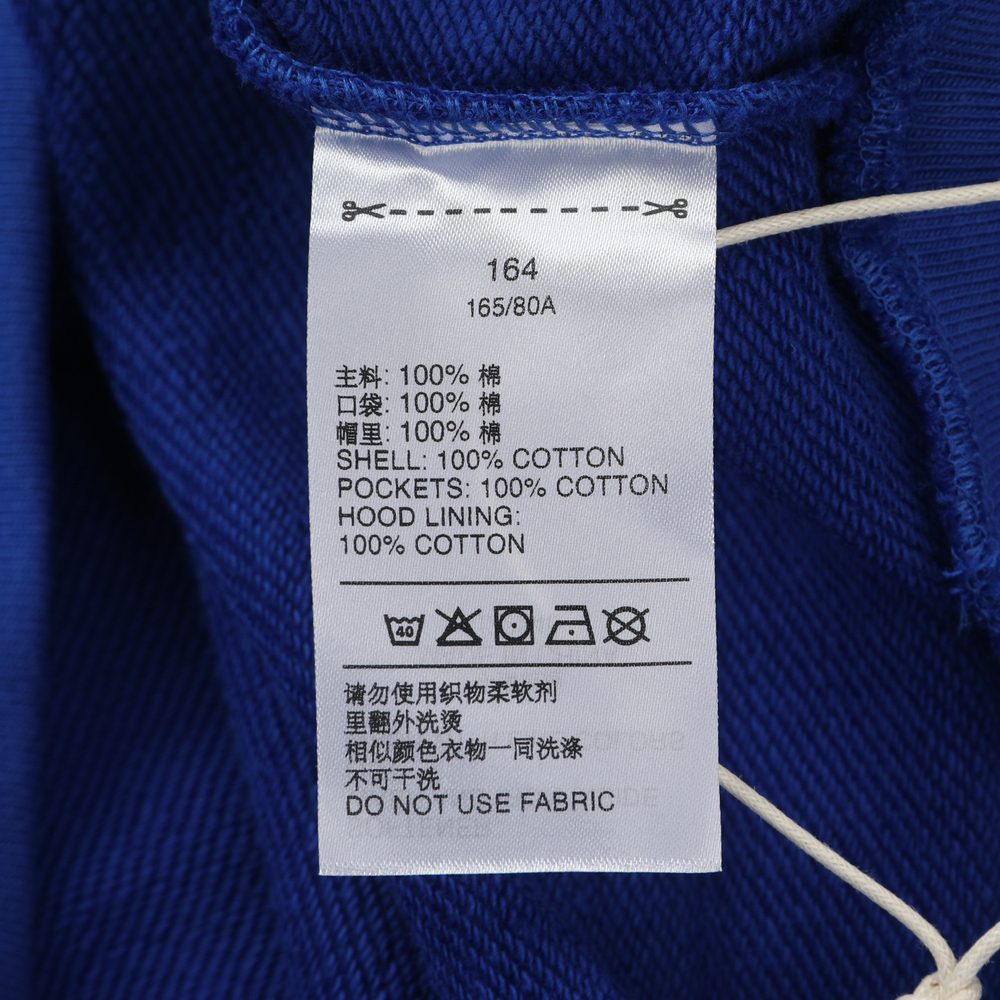 164
165/80A
主料: 100% 棉
口袋: 100% 棉
帽里: 100% 棉
SHELL: 100% COTTON
POCKETS: 100% COTTON
HOOD LINING:
100% COTTON
40
请勿使用织物柔软剂
里翻外洗烫
相似颜色衣物一同洗涤
不可干洗
DO NOT USE FABRIC